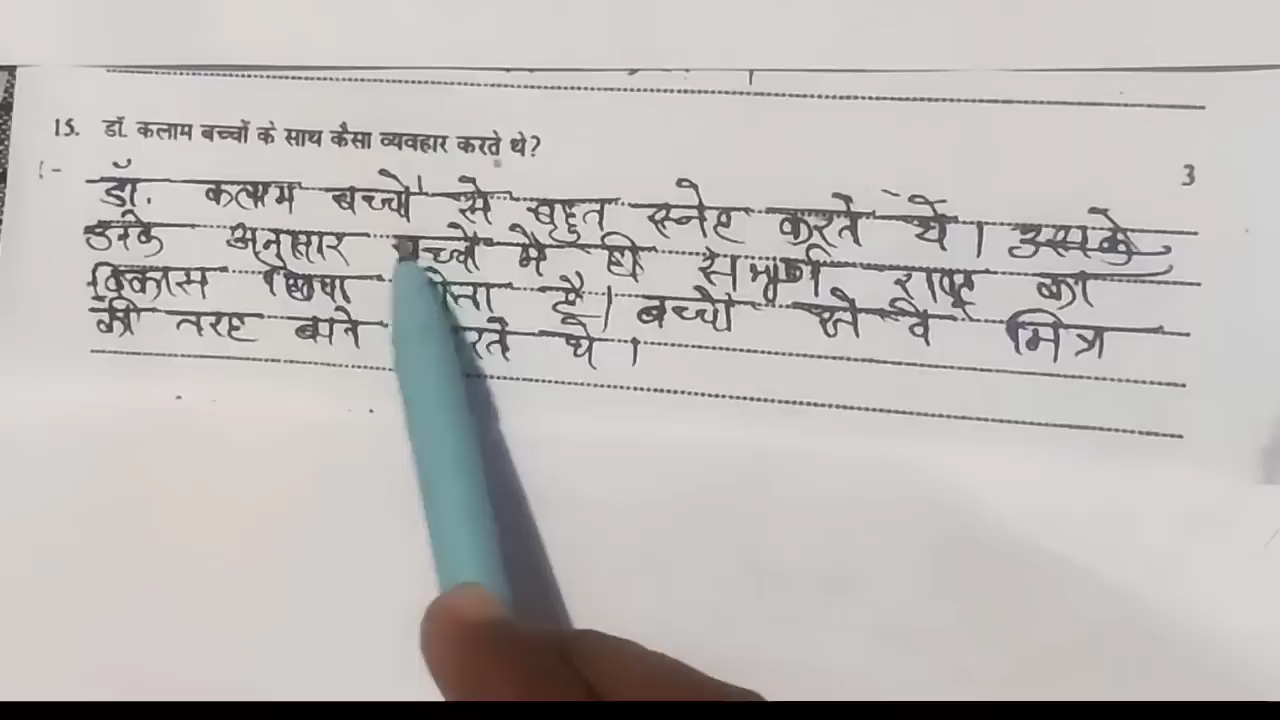 15. डॉ. कलाम बच्चों के साथ कैसा व्यवहार करते थे?
3
डॉ. कलाम बच्चों से बहुत स्नेह करते थे। उसके
उनके अनुसार बच्चों में ही सम्पूर्ण राष्ट्र का
विकास छिपा होता है। बच्चों से वे मित्र
की तरह बाते करते थे।